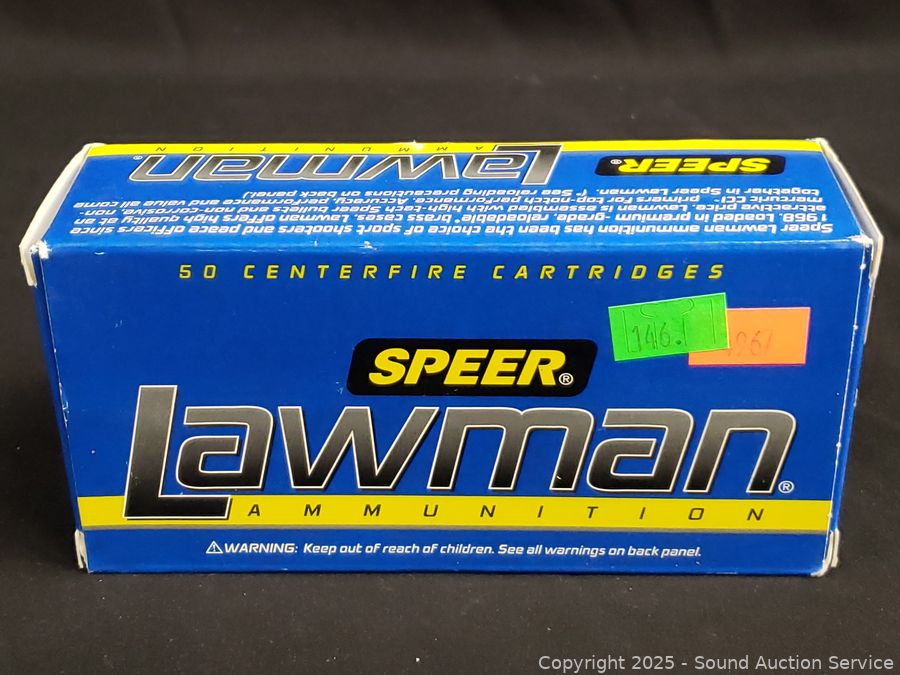 Lawman®
AMMUNITION
SPEER®
Speer Lawman ammunition has been the choice of sport shooters and peace officers since
1968. Loaded in premium-grade, reloadable* brass cases, Lawman offers high quality at an
attractive price. Lawman is assembled with high-tech Speer bullets and non-corrosive, non-
mercuric CCI® primers for top-notch performance. Accuracy, performance and value all come
together in Speer Lawman. (* See reloading precautions on back panel.)
50 CENTERFIRE CARTRIDGES
146.1
SPEER®
Lawman®
AMMUNITION
⚠WARNING: Keep out of reach of children. See all warnings on back panel.
Copyright 2025 - Sound Auction Service